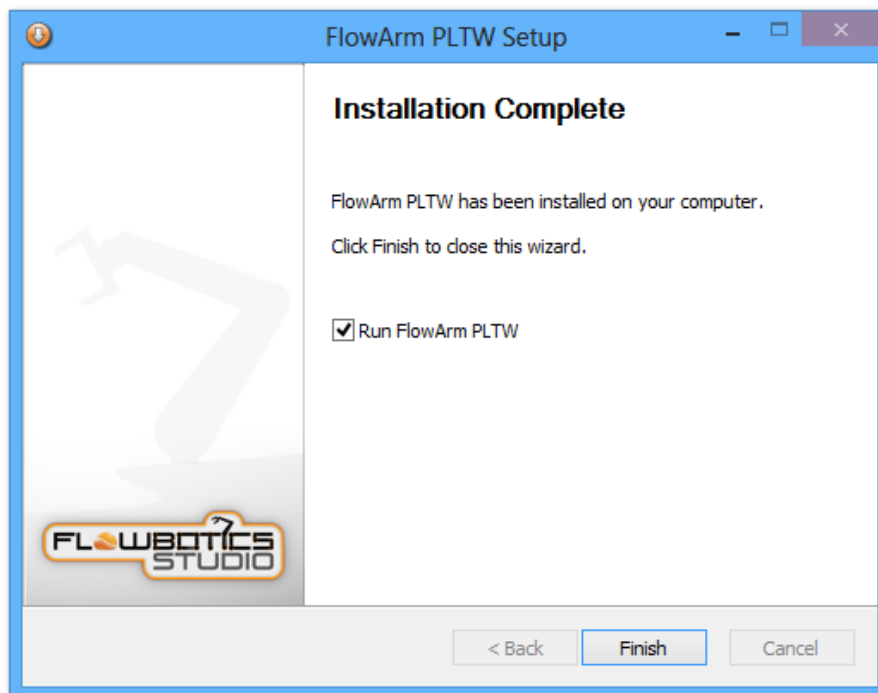 FlowArm PLTW Setup
Installation Complete
FlowArm PLTW has been installed on your computer.
Click Finish to close this wizard.
Run FlowArm PLTW
FLOWBOTICS
STUDIO
< Back
Finish
Cancel